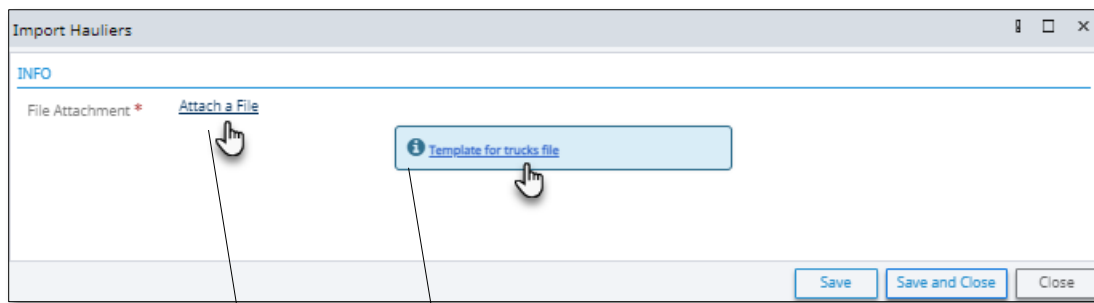 Import Hauliers
INFO
File Attachment *
Attach a File
Template for trucks file
Save
Save and Close
Close